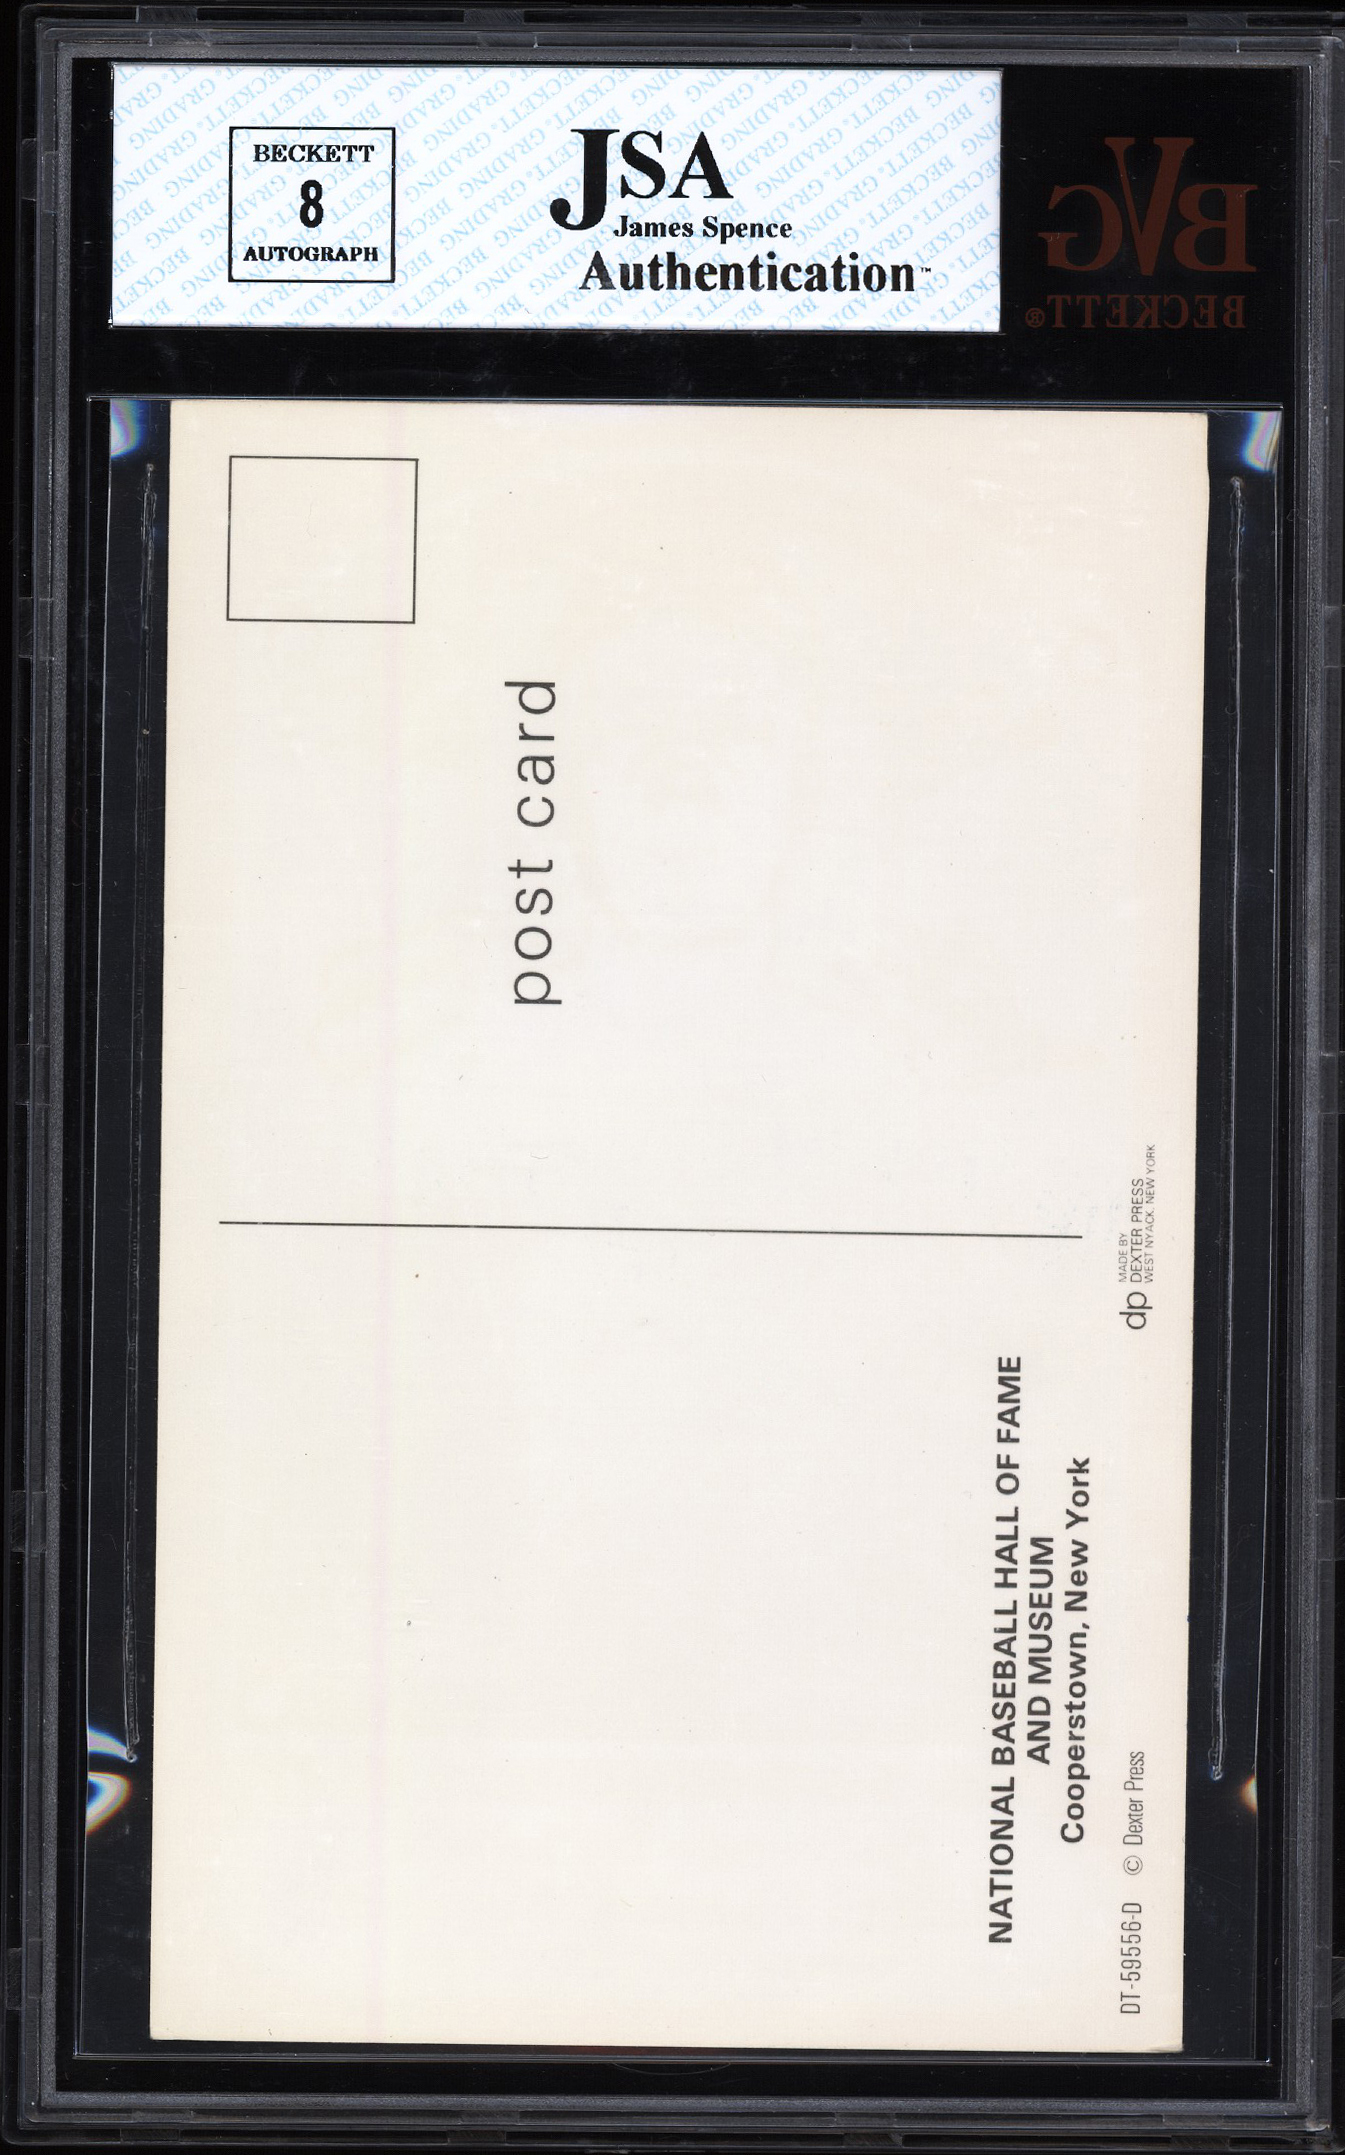 BECKETT
8
AUTOGRAPH
JSA
James Spence
Authentication™
BVG
BECKETT®
post card
MADE BY
dp DEXTER PRESS
WEST NYACK, NEW YORK
NATIONAL BASEBALL HALL OF FAME
AND MUSEUM
Cooperstown, New York
DT-59556-D © Dexter Press